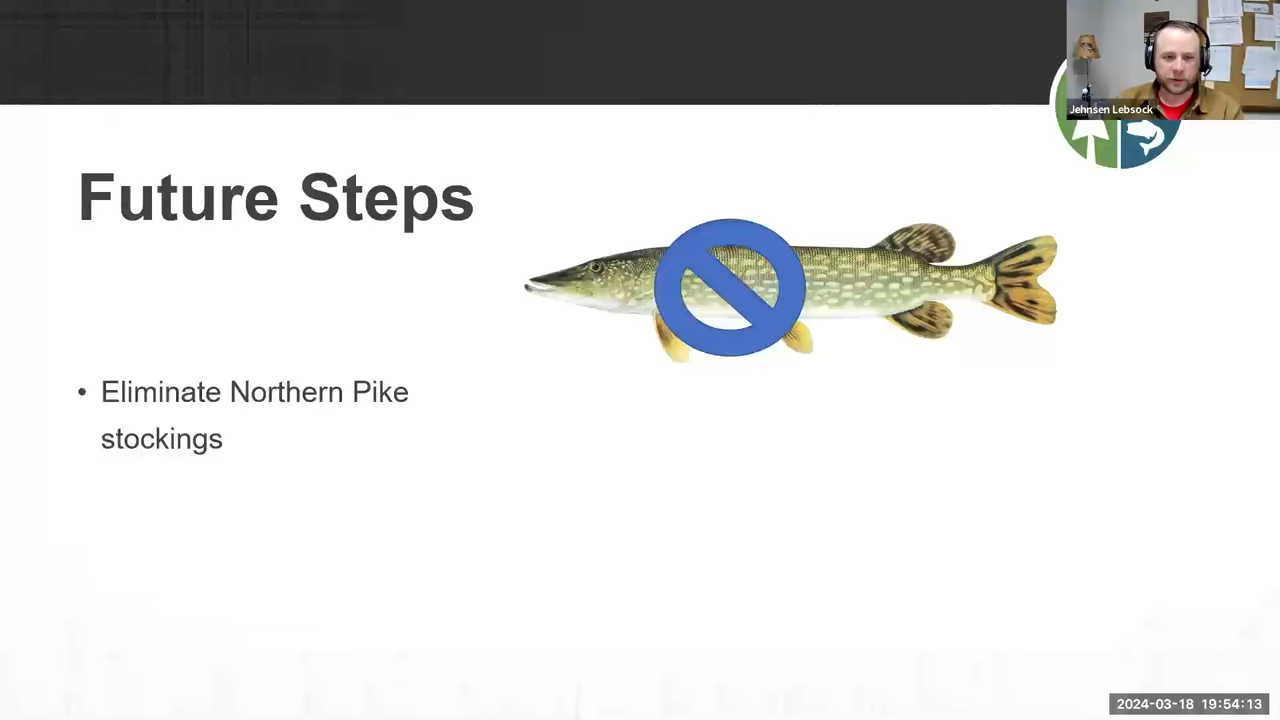 Jehnsen Lebsock
Future Steps
• Eliminate Northern Pike
stockings
2024-03-18 19:54:13